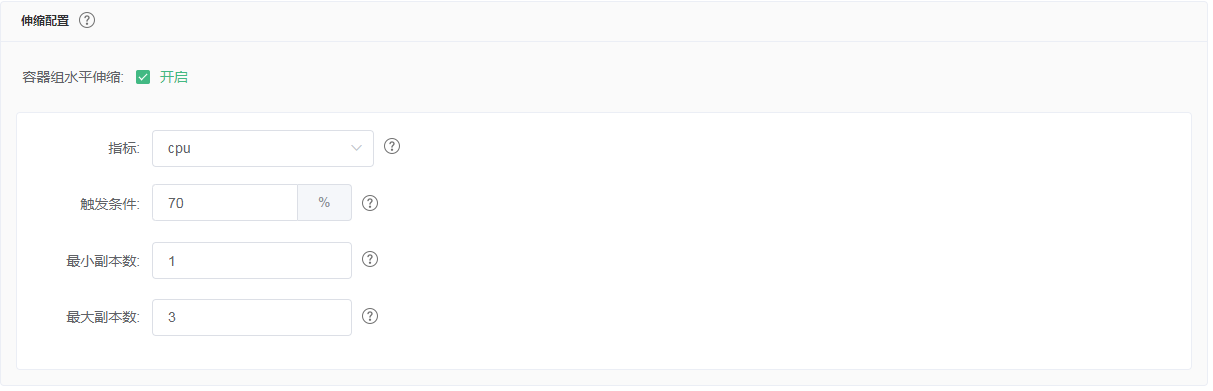 伸缩配置 ?
容器组水平伸缩: 开启
指标: cpu ?
触发条件: 70 % ?
最小副本数: 1 ?
最大副本数: 3 ?